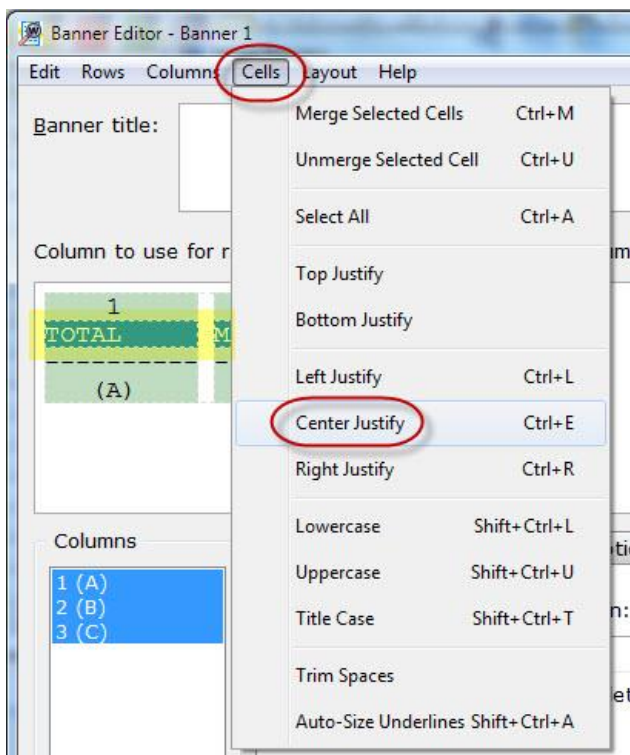 Banner Editor - Banner 1
Edit Rows Columns Cells Layout Help
Banner title:
Merge Selected Cells Ctrl+M
Unmerge Selected Cell Ctrl+U
Select All Ctrl+A
Column to use for r
Top Justify
1
Bottom Justify
TOTAL M
(A)
Left Justify Ctrl+L
Center Justify Ctrl+E
Right Justify Ctrl+R
Columns
Lowercase Shift+Ctrl+L
1 (A)
Uppercase Shift+Ctrl+U
2 (B)
Title Case Shift+Ctrl+T
3 (C)
Trim Spaces
Auto-Size Underlines Shift+Ctrl+A